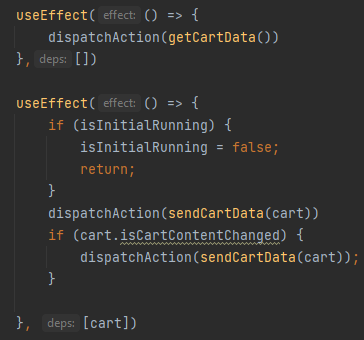 useEffect( effect: () => {
    dispatchAction(getCartData())
}, deps: [])

useEffect( effect: () => {
    if (isInitialRunning) {
        isInitialRunning = false;
        return;
    }
    dispatchAction(sendCartData(cart))
    if (cart.isCartContentChanged) {
        dispatchAction(sendCartData(cart));
    }

}, deps: [cart])